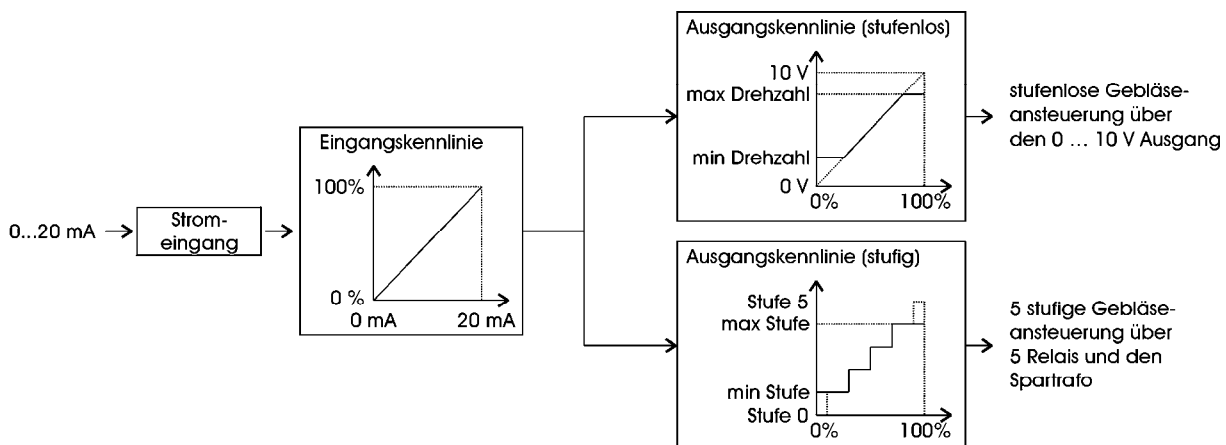 0...20 mA
Strom-
eingang
Eingangskennlinie
100%
0 %
0 mA
20 mA
Ausgangskennlinie (stufenlos)
10 V
max Drehzahl
min Drehzahl
0 V
0%
100%
stufenlose Gebläse-
ansteuerung über
den 0 ... 10 V Ausgang
Ausgangskennlinie (stufig)
Stufe 5
max Stufe
min Stufe
Stufe 0
0%
100%
5 stufige Gebläse-
ansteuerung über
5 Relais und den
Spartrafo